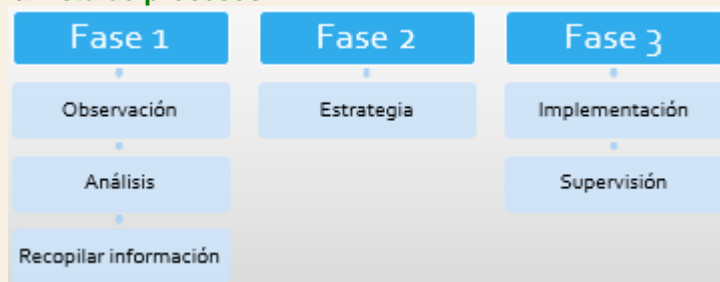 Fase 1
Observación
Análisis
Recopilar información
Fase 2
Estrategia
Fase 3
Implementación
Supervisión